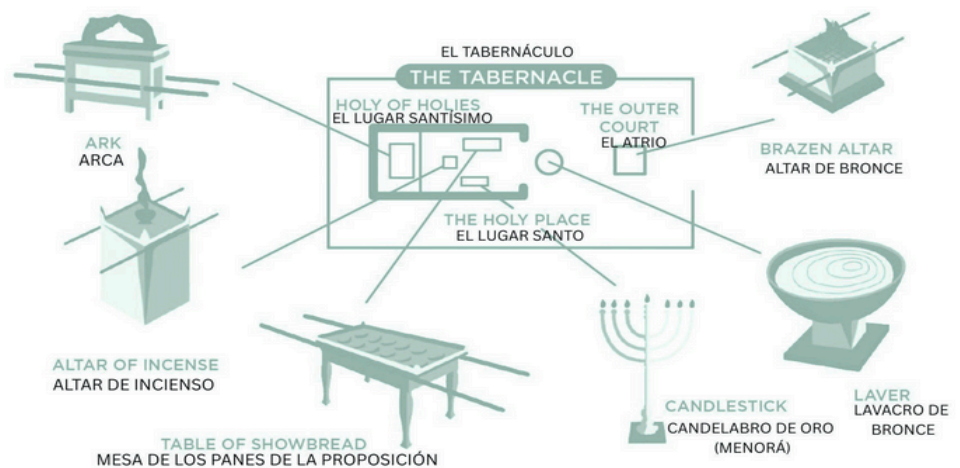 EL TABERNÁCULO
THE TABERNACLE
HOLY OF HOLIES
EL LUGAR SANTÍSIMO
THE OUTER
COURT
EL ATRIO
ARK
ARCA
BRAZEN ALTAR
ALTAR DE BRONCE
THE HOLY PLACE
EL LUGAR SANTO
ALTAR OF INCENSE
ALTAR DE INCIENSO
TABLE OF SHOWBREAD
MESA DE LOS PANES DE LA PROPOSICIÓN
CANDLESTICK
CANDELABRO DE ORO
(MENORÁ)
LAVER
LAVACRO DE
BRONCE